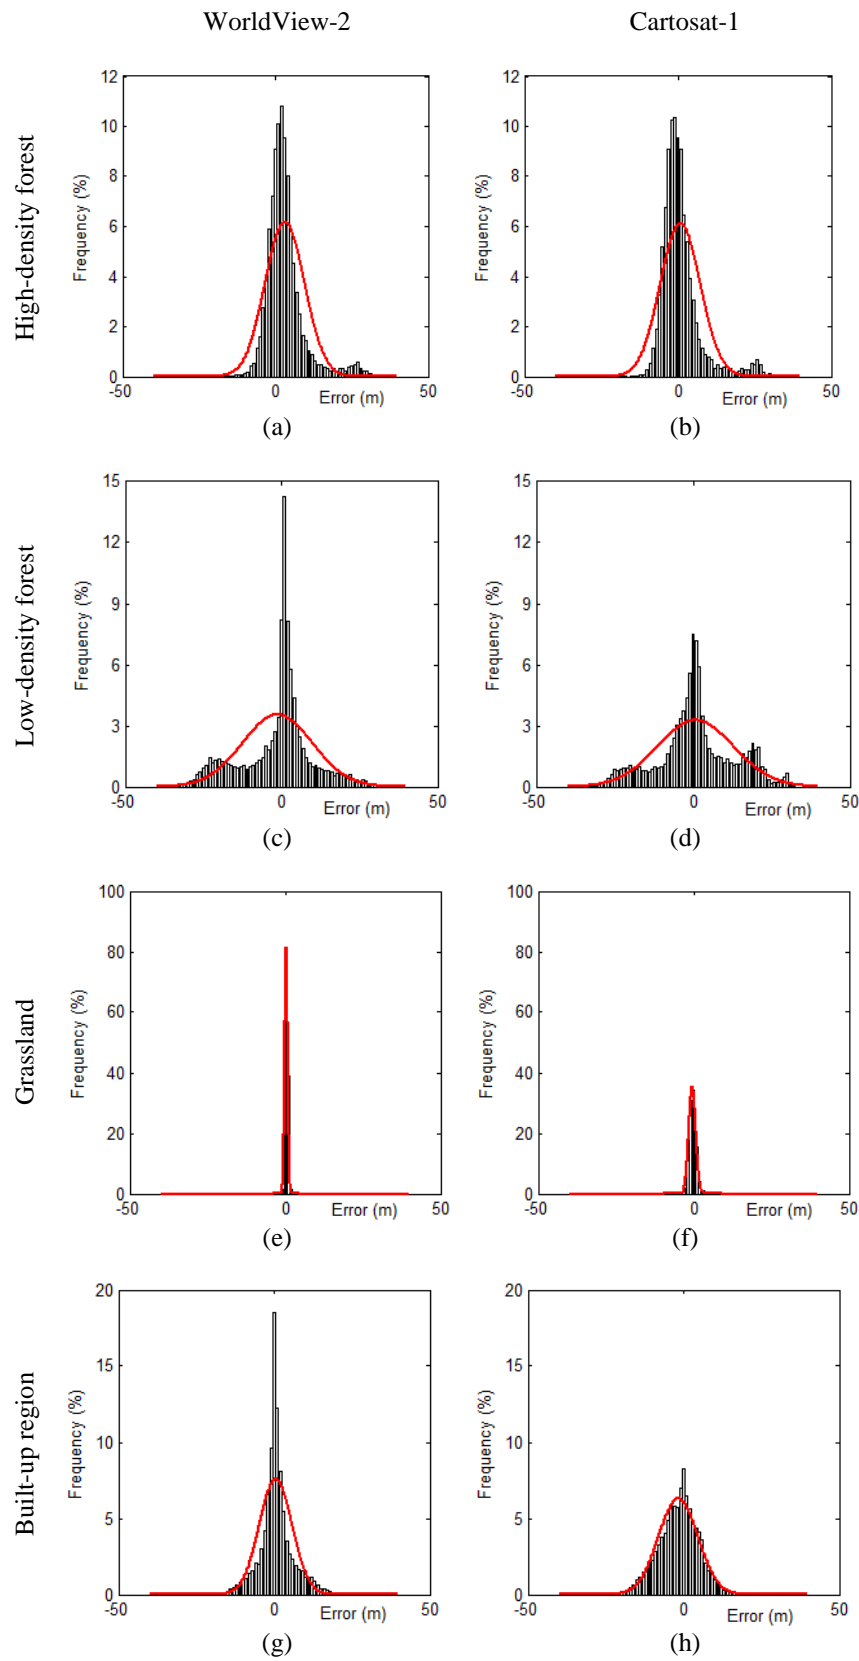 WorldView-2 Cartosat-1
High-density forest
Frequency (%)
12
10
8
6
4
2
0
-50 0 50
Error (m)
(a)
Frequency (%)
12
10
8
6
4
2
0
-50 0 50
Error (m)
(b)
Low-density forest
Frequency (%)
15
12
9
6
3
0
-50 0 50
Error (m)
(c)
Frequency (%)
15
12
9
6
3
0
-50 0 50
Error (m)
(d)
Grassland
Frequency (%)
100
80
60
40
20
0
-50 0 50
Error (m)
(e)
Frequency (%)
100
80
60
40
20
0
-50 0 50
Error (m)
(f)
Built-up region
Frequency (%)
20
15
10
5
0
-50 0 50
Error (m)
(g)
Frequency (%)
20
15
10
5
0
-50 0 50
Error (m)
(h)